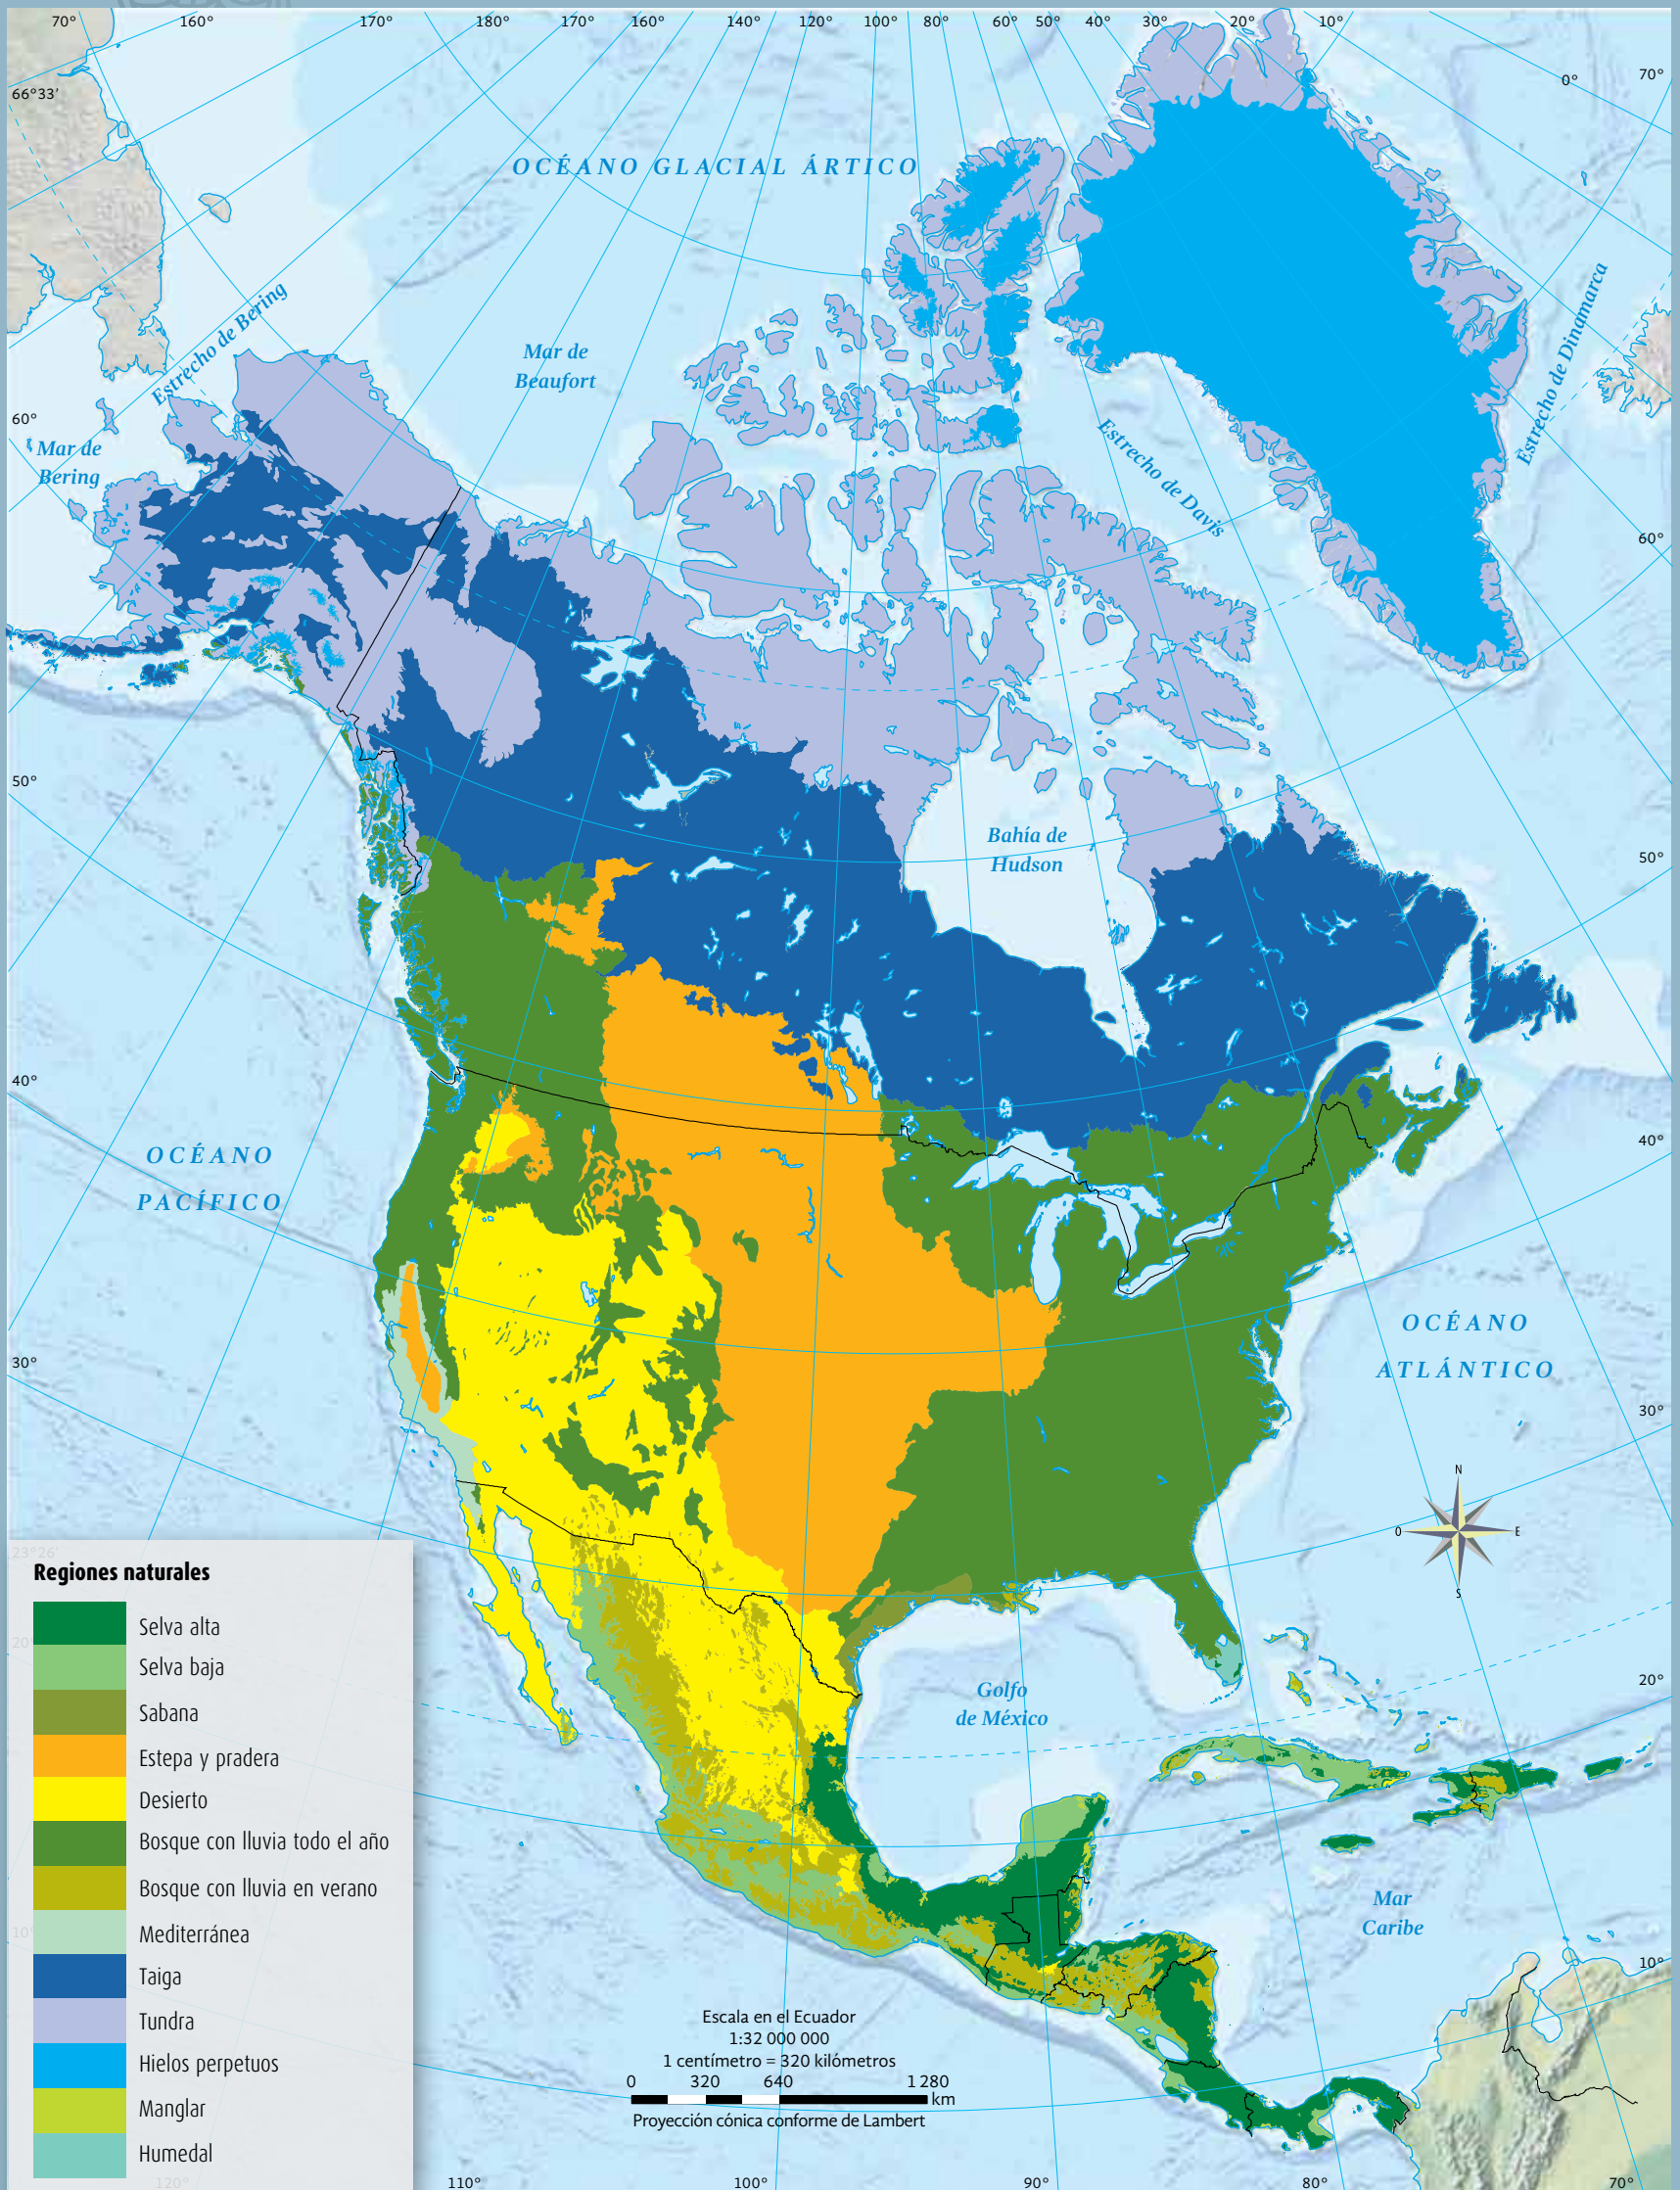 70°
160°
170°
180°
170°
160°
140°
120°
100°
80°
60°
50°
40°
30°
20°
10°
0°
70°
66°33'
OCÉANO GLACIAL ÁRTICO
Estrecho de Bering
Mar de
Beaufort
Estrecho de Dinamarca
60°
Mar de
Bering
Estrecho de Davis
60°
50°
Bahía de
Hudson
50°
40°
OCÉANO
PACÍFICO
40°
OCÉANO
ATLÁNTICO
30°
30°
N
O
E
S
23°26'
Regiones naturales
Selva alta
20°
Selva baja
Sabana
Estepa y pradera
Desierto
Bosque con lluvia todo el año
Bosque con lluvia en verano
10°
Mediterránea
Taiga
Tundra
Hielos perpetuos
Manglar
Humedal
Golfo
de México
20°
Mar
Caribe
10°
Escala en el Ecuador
1:32 000 000
1 centímetro = 320 kilómetros
0
320
640
1 280
km
Proyección cónica conforme de Lambert
120°
110°
100°
90°
80°
70°